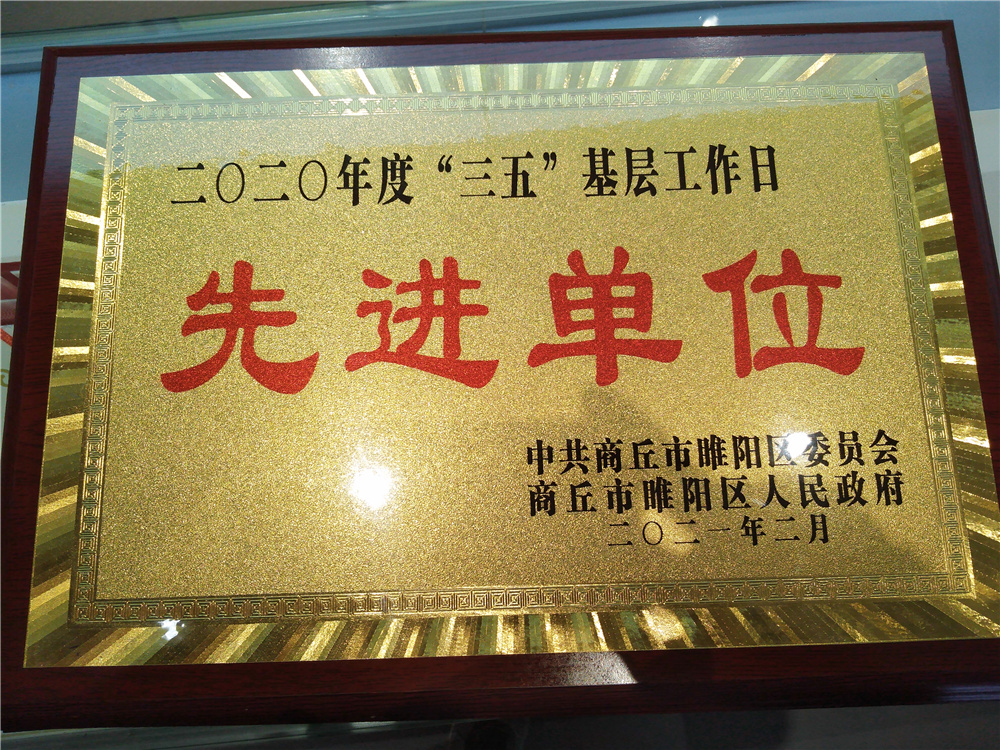 二〇二〇年度“三五”基层工作日
先进单位
中共商丘市睢阳区委员会
商丘市睢阳区人民政府
二〇二一年二月